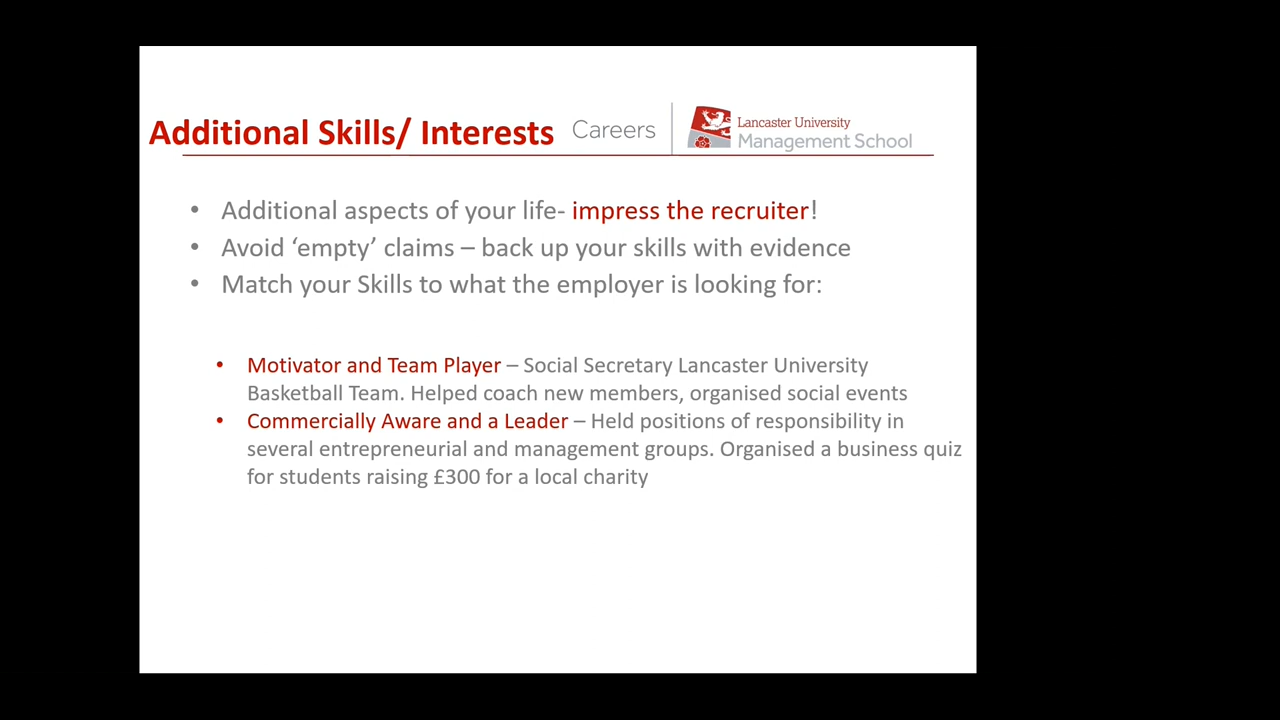 Additional Skills/ Interests
Careers
Lancaster University
Management School
• Additional aspects of your life- impress the recruiter!
• Avoid ‘empty’ claims – back up your skills with evidence
• Match your Skills to what the employer is looking for:
• Motivator and Team Player – Social Secretary Lancaster University
Basketball Team. Helped coach new members, organised social events
• Commercially Aware and a Leader – Held positions of responsibility in
several entrepreneurial and management groups. Organised a business quiz
for students raising £300 for a local charity